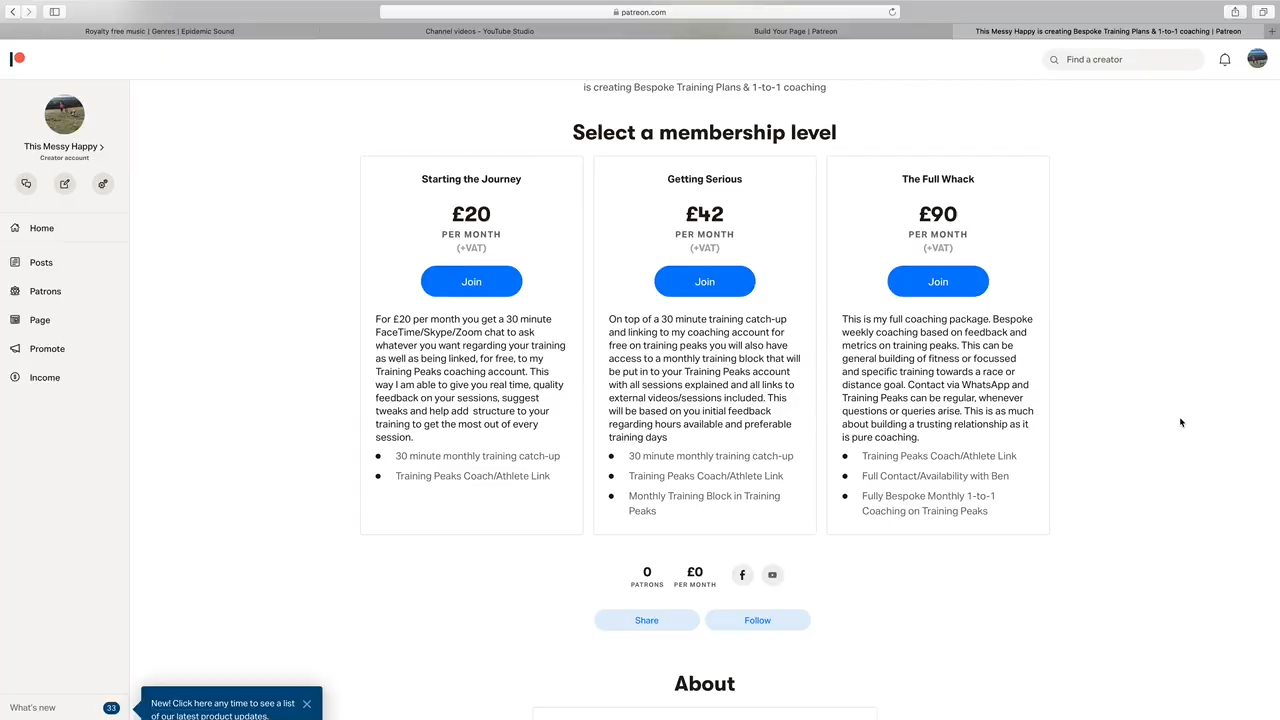 patreon.com
Royalty free music | Genres | Epidemic Sound
Channel videos - YouTube Studio
Build Your Page | Patreon
This Messy Happy is creating Bespoke Training Plans & 1-to-1 coaching | Patreon
Find a creator
This Messy Happy
Creator account
Home
Posts
Patrons
Page
Promote
Income
What's new
33
New! Click here any time to see a list
of our latest product updates.
is creating Bespoke Training Plans & 1-to-1 coaching
Select a membership level
Starting the Journey
£20
PER MONTH
(+VAT)
Join
For £20 per month you get a 30 minute
FaceTime/Skype/Zoom chat to ask
whatever you want regarding your training
as well as being linked, for free, to my
Training Peaks coaching account. This
way I am able to give you real time, quality
feedback on your sessions, suggest
tweaks and help add structure to your
training to get the most out of every
session.
30 minute monthly training catch-up
Training Peaks Coach/Athlete Link
Getting Serious
£42
PER MONTH
(+VAT)
Join
On top of a 30 minute training catch-up
and linking to my coaching account for
free on training peaks you will also have
access to a monthly training block that will
be put in to your Training Peaks account
with all sessions explained and all links to
external videos/sessions included. This
will be based on you initial feedback
regarding hours available and preferable
training days
30 minute monthly training catch-up
Training Peaks Coach/Athlete Link
Monthly Training Block in Training
Peaks
The Full Whack
£90
PER MONTH
(+VAT)
Join
This is my full coaching package. Bespoke
weekly coaching based on feedback and
metrics on training peaks. This can be
general building of fitness or focussed
and specific training towards a race or
distance goal. Contact via WhatsApp and
Training Peaks can be regular, whenever
questions or queries arise. This is as much
about building a trusting relationship as it
is pure coaching.
Training Peaks Coach/Athlete Link
Full Contact/Availability with Ben
Fully Bespoke Monthly 1-to-1
Coaching on Training Peaks
0
PATRONS
£0
PER MONTH
Share
Follow
About